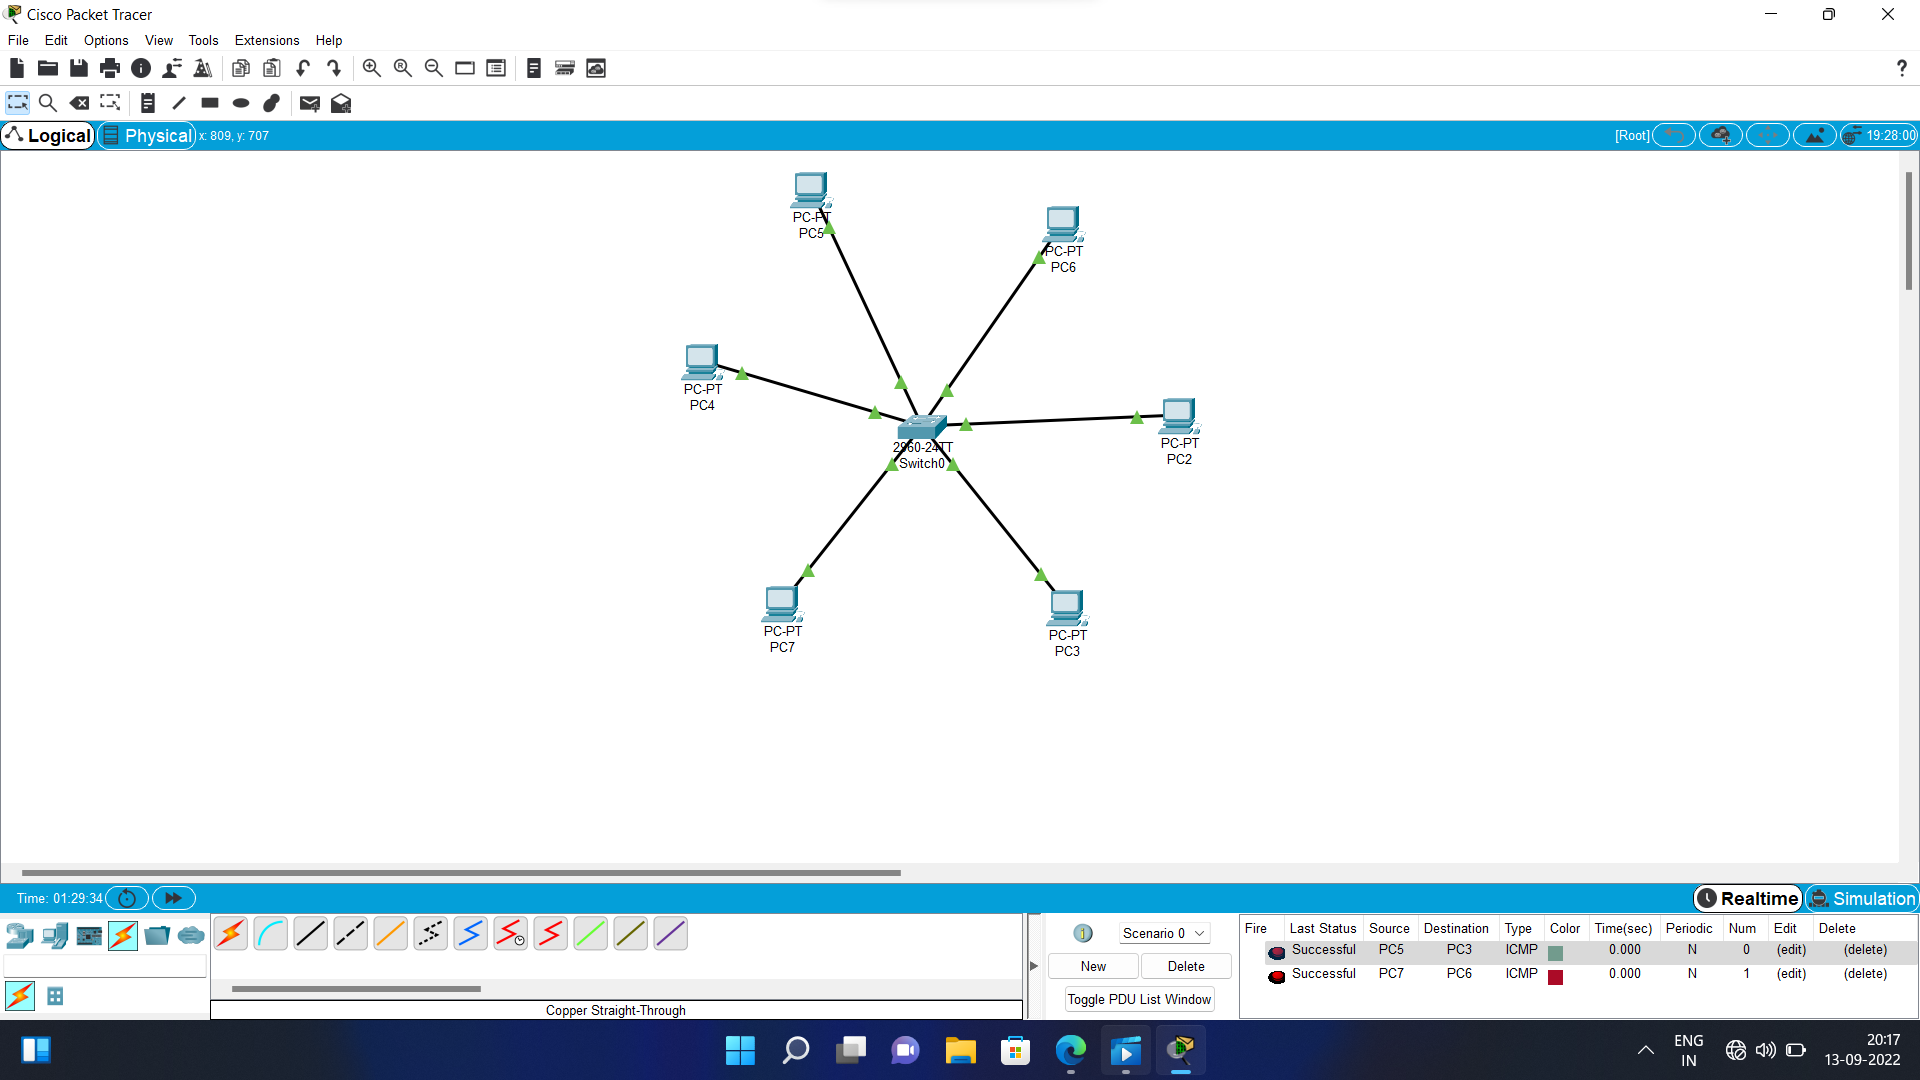 Cisco Packet Tracer
File Edit Options View Tools Extensions Help
?
Logical Physical x: 809, y: 707 [Root] 19:28:00
PC-PT
PC5
PC-PT
PC6
PC-PT
PC4
PC-PT
PC2
2960-24TT
Switch0
PC-PT
PC7
PC-PT
PC3
Time: 01:29:34 Realtime Simulation
Scenario 0
New Delete
Toggle PDU List Window
Copper Straight-Through
Fire Last Status Source Destination Type Color Time(sec) Periodic Num Edit Delete
Successful PC5 PC3 ICMP 0.000 N 0 (edit) (delete)
Successful PC7 PC6 ICMP 0.000 N 1 (edit) (delete)
ENG
IN
20:17
13-09-2022